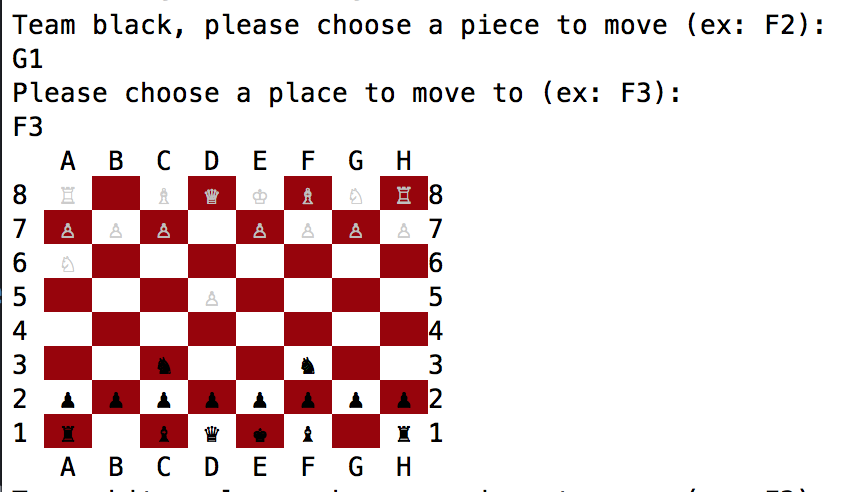 Team black, please choose a piece to move (ex: F2):
G1
Please choose a place to move to (ex: F3):
F3
A B C D E F G H
8 ♖ ♗ ♛ ♔ ♗ ♘ ♖ 8
7 ♙ ♙ ♙ ♙ ♙ ♙ ♙ 7
6 ♘ 6
5 ♙ 5
4 4
3 ♞ ♞ 3
2 ♟ ♟ ♟ ♟ ♟ ♟ ♟ ♟ 2
1 ♜ ♝ ♛ ♚ ♝ ♜ 1
A B C D E F G H